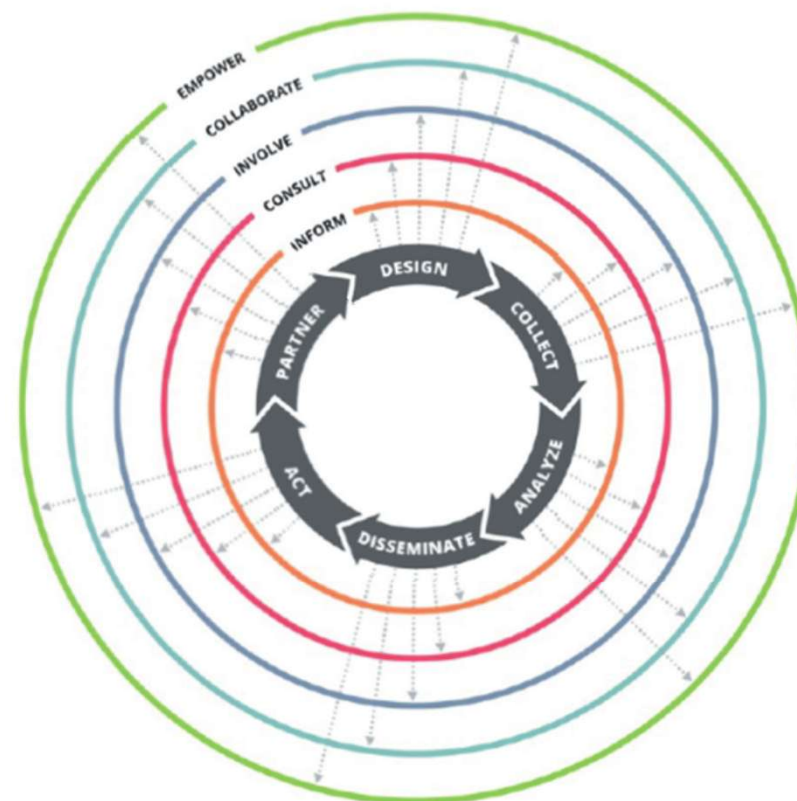 EMPOWER
COLLABORATE
INVOLVE
CONSULT
INFORM
DESIGN
COLLECT
ANALYZE
DISSEMINATE
ACT
PARTNER